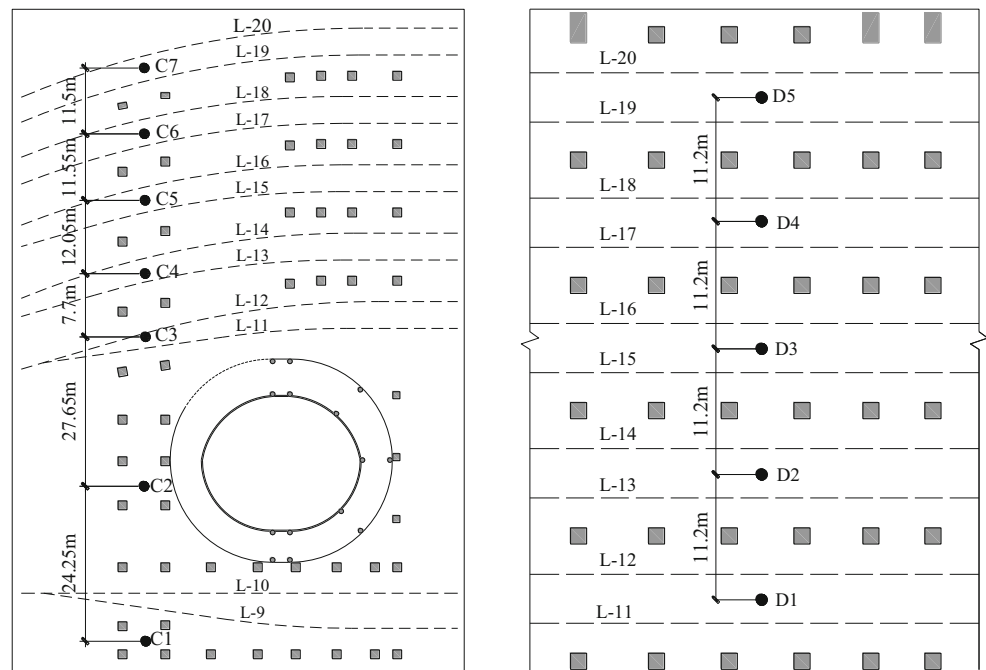 L-20
L-19
C7
11.5m
L-18
L-17
C6
11.55m
L-16
L-15
C5
12.05m
L-14
L-13
C4
7.7m
L-12
L-11
C3
27.65m
C2
24.25m
L-10
L-9
C1
L-20
D5
L-19
11.2m
L-18
D4
L-17
11.2m
L-16
D3
L-15
11.2m
L-14
D2
L-13
11.2m
L-12
D1
L-11